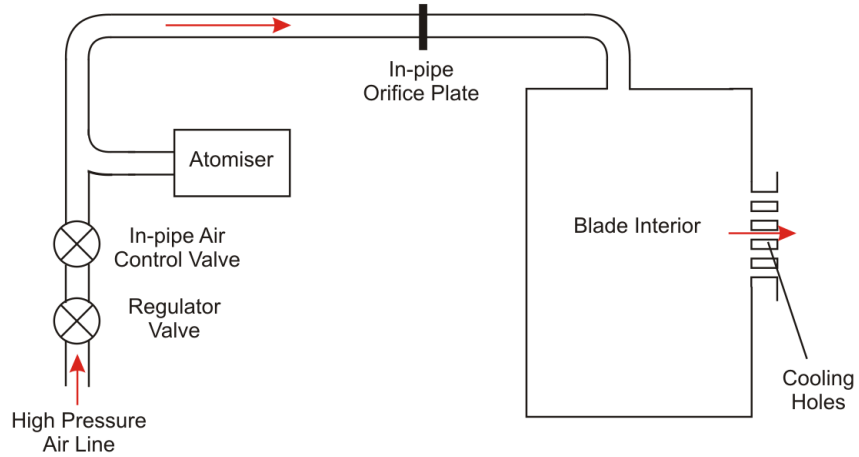 In-pipe
Orifice Plate
Atomiser
In-pipe Air
Control Valve
Regulator
Valve
High Pressure
Air Line
Blade Interior
Cooling
Holes